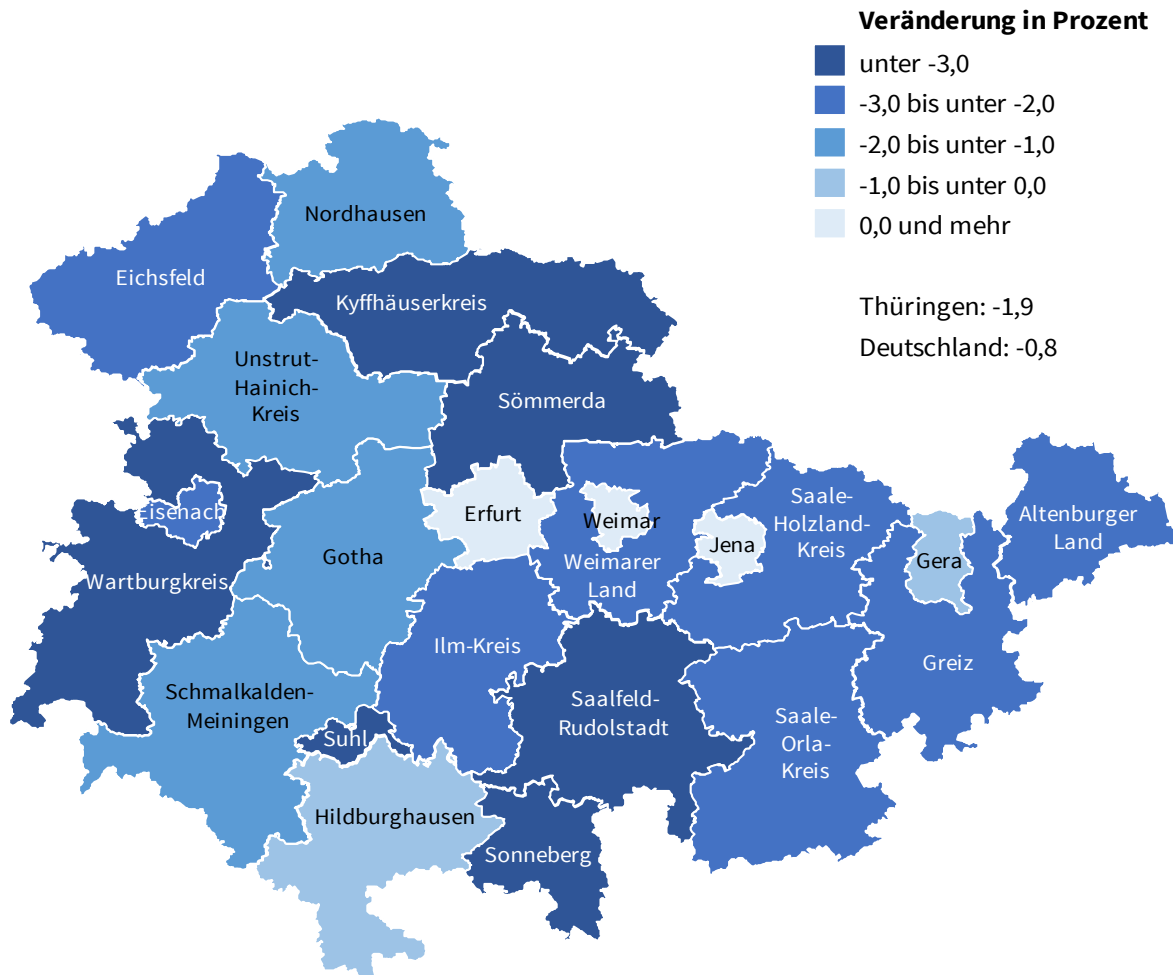 Veränderung in Prozent
unter -3,0
-3,0 bis unter -2,0
-2,0 bis unter -1,0
-1,0 bis unter 0,0
0,0 und mehr
Thüringen: -1,9
Deutschland: -0,8
Nordhausen
Eichsfeld
Kyffhäuserkreis
Unstrut-
Hainich-
Kreis
Sömmerda
Eisenach
Erfurt
Weimar
Jena
Saale-
Holzland-
Kreis
Altenburger
Land
Gotha
Gera
Wartburgkreis
Weimarer
Land
Ilm-Kreis
Greiz
Schmalkalden-
Meiningen
Saalfeld-
Rudolstadt
Saale-
Orla-
Kreis
Suhl
Hildburghausen
Sonneberg